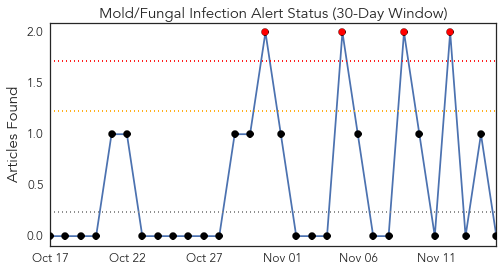 Mold/Fungal Infection Alert Status (30-Day Window)
Articles Found
2.0
1.5
1.0
0.5
0.0
Oct 17
Oct 22
Oct 27
Nov 01
Nov 06
Nov 11